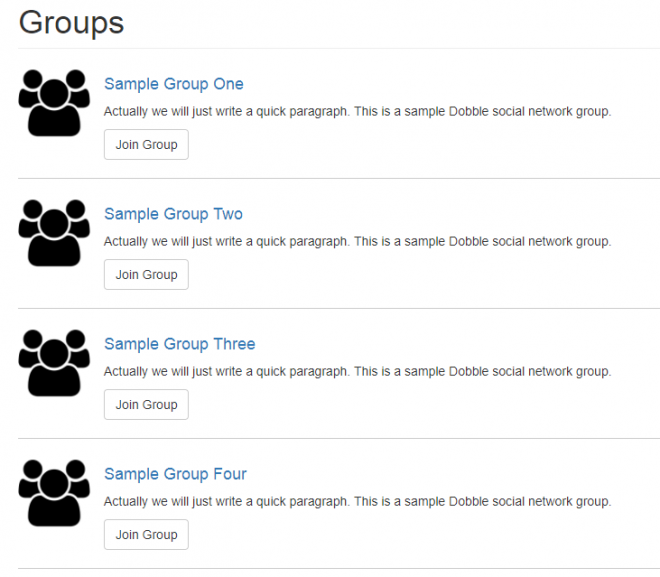 Groups
Sample Group One
Actually we will just write a quick paragraph. This is a sample Dobble social network group.
Join Group
Sample Group Two
Actually we will just write a quick paragraph. This is a sample Dobble social network group.
Join Group
Sample Group Three
Actually we will just write a quick paragraph. This is a sample Dobble social network group.
Join Group
Sample Group Four
Actually we will just write a quick paragraph. This is a sample Dobble social network group.
Join Group